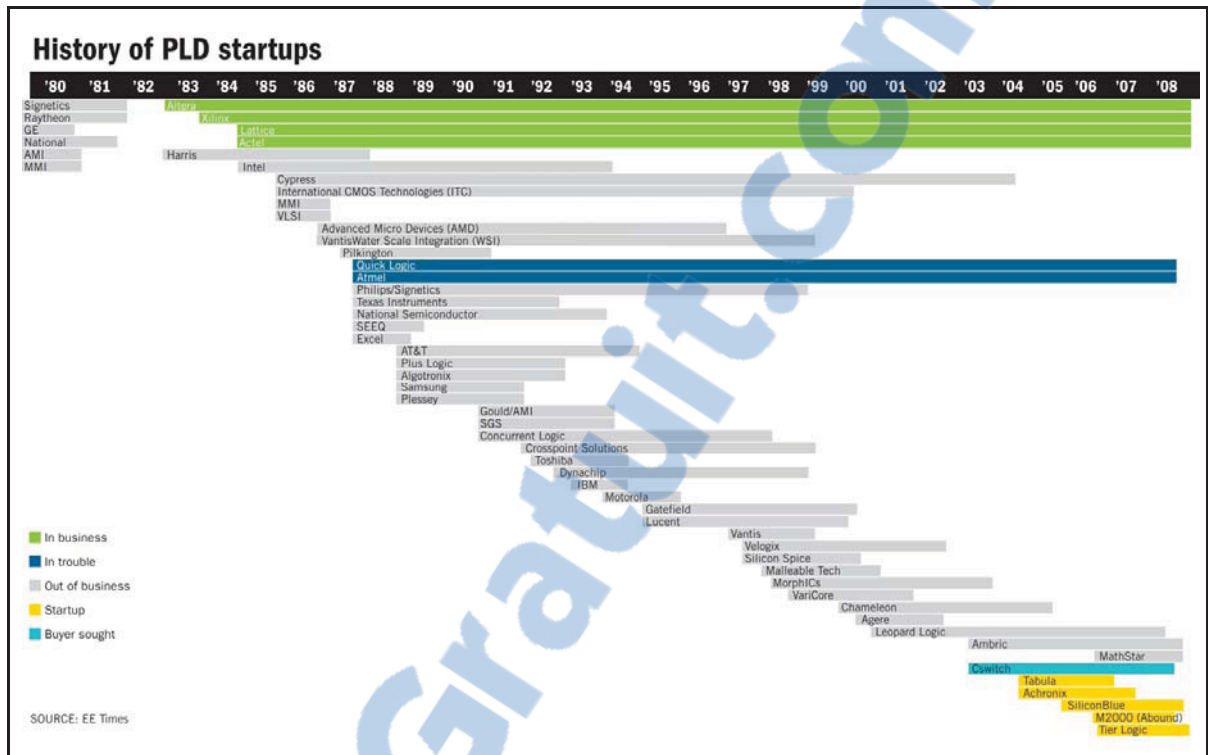 History of PLD startups
'80 '81 '82 '83 '84 '85 '86 '87 '88 '89 '90 '91 '92 '93 '94 '95 '96 '97 '98 '99 '00 '01 '02 '03 '04 '05 '06 '07 '08
Signetics Altera
Raytheon Xilinx
GE Lattice
National Actel
AMI Harris
MMI Intel
Cypress
International CMOS Technologies (ITC)
MMI
VLSI
Advanced Micro Devices (AMD)
VantisWater Scale Integration (WSI)
Pilkington
Quick Logic
Atmel
Philips/Signetics
Texas Instruments
National Semiconductor
SEEQ
Excel
AT&T
Plus Logic
Algotronix
Samsung
Plessey
Gould/AMI
SGS
Concurrent Logic
Crosspoint Solutions
Toshiba
Dynachip
IBM
Motorola
Gatefield
Lucent
Vantis
Velogix
Silicon Spice
Malleable Tech
MorphICs
VariCore
Chameleon
Agere
Leopard Logic
Ambric
MathStar
Cswitch
Tabula
Achronix
SiliconBlue
M2000 (Abound)
Tier Logic
In business
In trouble
Out of business
Startup
Buyer sought
SOURCE: EE Times
Gratuit.com